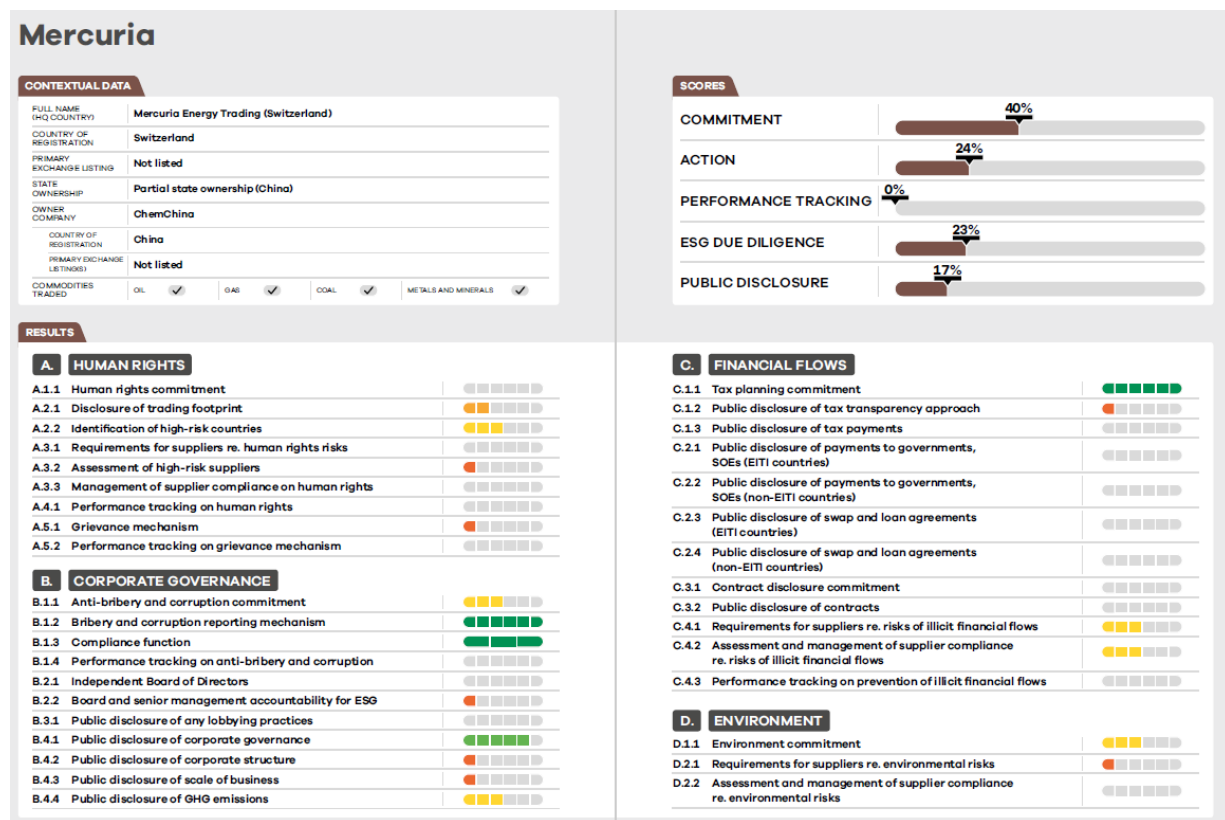 Mercuria
CONTEXTUAL DATA
FULL NAME
(HQ COUNTRY)
Mercuria Energy Trading (Switzerland)
COUNTRY OF
REGISTRATION
Switzerland
PRIMARY
EXCHANGE LISTING
Not listed
STATE
OWNERSHIP
Partial state ownership (China)
OWNER
COMPANY
ChemChina
COUNTRY OF
REGISTRATION
China
PRIMARY EXCHANGE
LISTING(S)
Not listed
COMMODITIES
TRADED
OIL
GAS
COAL
METALS AND MINERALS
SCORES
COMMITMENT
40%
ACTION
24%
PERFORMANCE TRACKING
0%
ESG DUE DILIGENCE
23%
PUBLIC DISCLOSURE
17%
RESULTS
A. HUMAN RIGHTS
A.1.1 Human rights commitment
A.2.1 Disclosure of trading footprint
A.2.2 Identification of high-risk countries
A.3.1 Requirements for suppliers re. human rights risks
A.3.2 Assessment of high-risk suppliers
A.3.3 Management of supplier compliance on human rights
A.4.1 Performance tracking on human rights
A.5.1 Grievance mechanism
A.5.2 Performance tracking on grievance mechanism
B. CORPORATE GOVERNANCE
B.1.1 Anti-bribery and corruption commitment
B.1.2 Bribery and corruption reporting mechanism
B.1.3 Compliance function
B.1.4 Performance tracking on anti-bribery and corruption
B.2.1 Independent Board of Directors
B.2.2 Board and senior management accountability for ESG
B.3.1 Public disclosure of any lobbying practices
B.4.1 Public disclosure of corporate governance
B.4.2 Public disclosure of corporate structure
B.4.3 Public disclosure of scale of business
B.4.4 Public disclosure of GHG emissions
C. FINANCIAL FLOWS
C.1.1 Tax planning commitment
C.1.2 Public disclosure of tax transparency approach
C.1.3 Public disclosure of tax payments
C.2.1 Public disclosure of payments to governments,
SOEs (EITI countries)
C.2.2 Public disclosure of payments to governments,
SOEs (non-EITI countries)
C.2.3 Public disclosure of swap and loan agreements
(EITI countries)
C.2.4 Public disclosure of swap and loan agreements
(non-EITI countries)
C.3.1 Contract disclosure commitment
C.3.2 Public disclosure of contracts
C.4.1 Requirements for suppliers re. risks of illicit financial flows
C.4.2 Assessment and management of supplier compliance
re. risks of illicit financial flows
C.4.3 Performance tracking on prevention of illicit financial flows
D. ENVIRONMENT
D.1.1 Environment commitment
D.2.1 Requirements for suppliers re. environmental risks
D.2.2 Assessment and management of supplier compliance
re. environmental risks